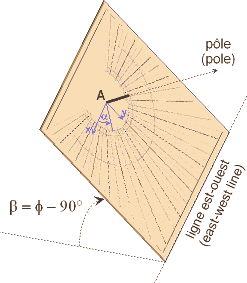 pôle
(pole)
A
α
ligne est-ouest
(east-west line)
β = ϕ − 90°